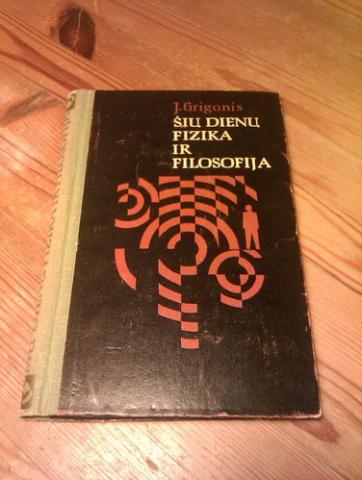 J. Grigonis
ŠIŲ DIENŲ
FIZIKA
IR
FILOSOFIJA